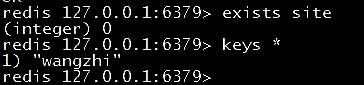 redis 127.0.0.1:6379> exists site
(integer) 0
redis 127.0.0.1:6379> keys *
1) "wangzhi"
redis 127.0.0.1:6379>